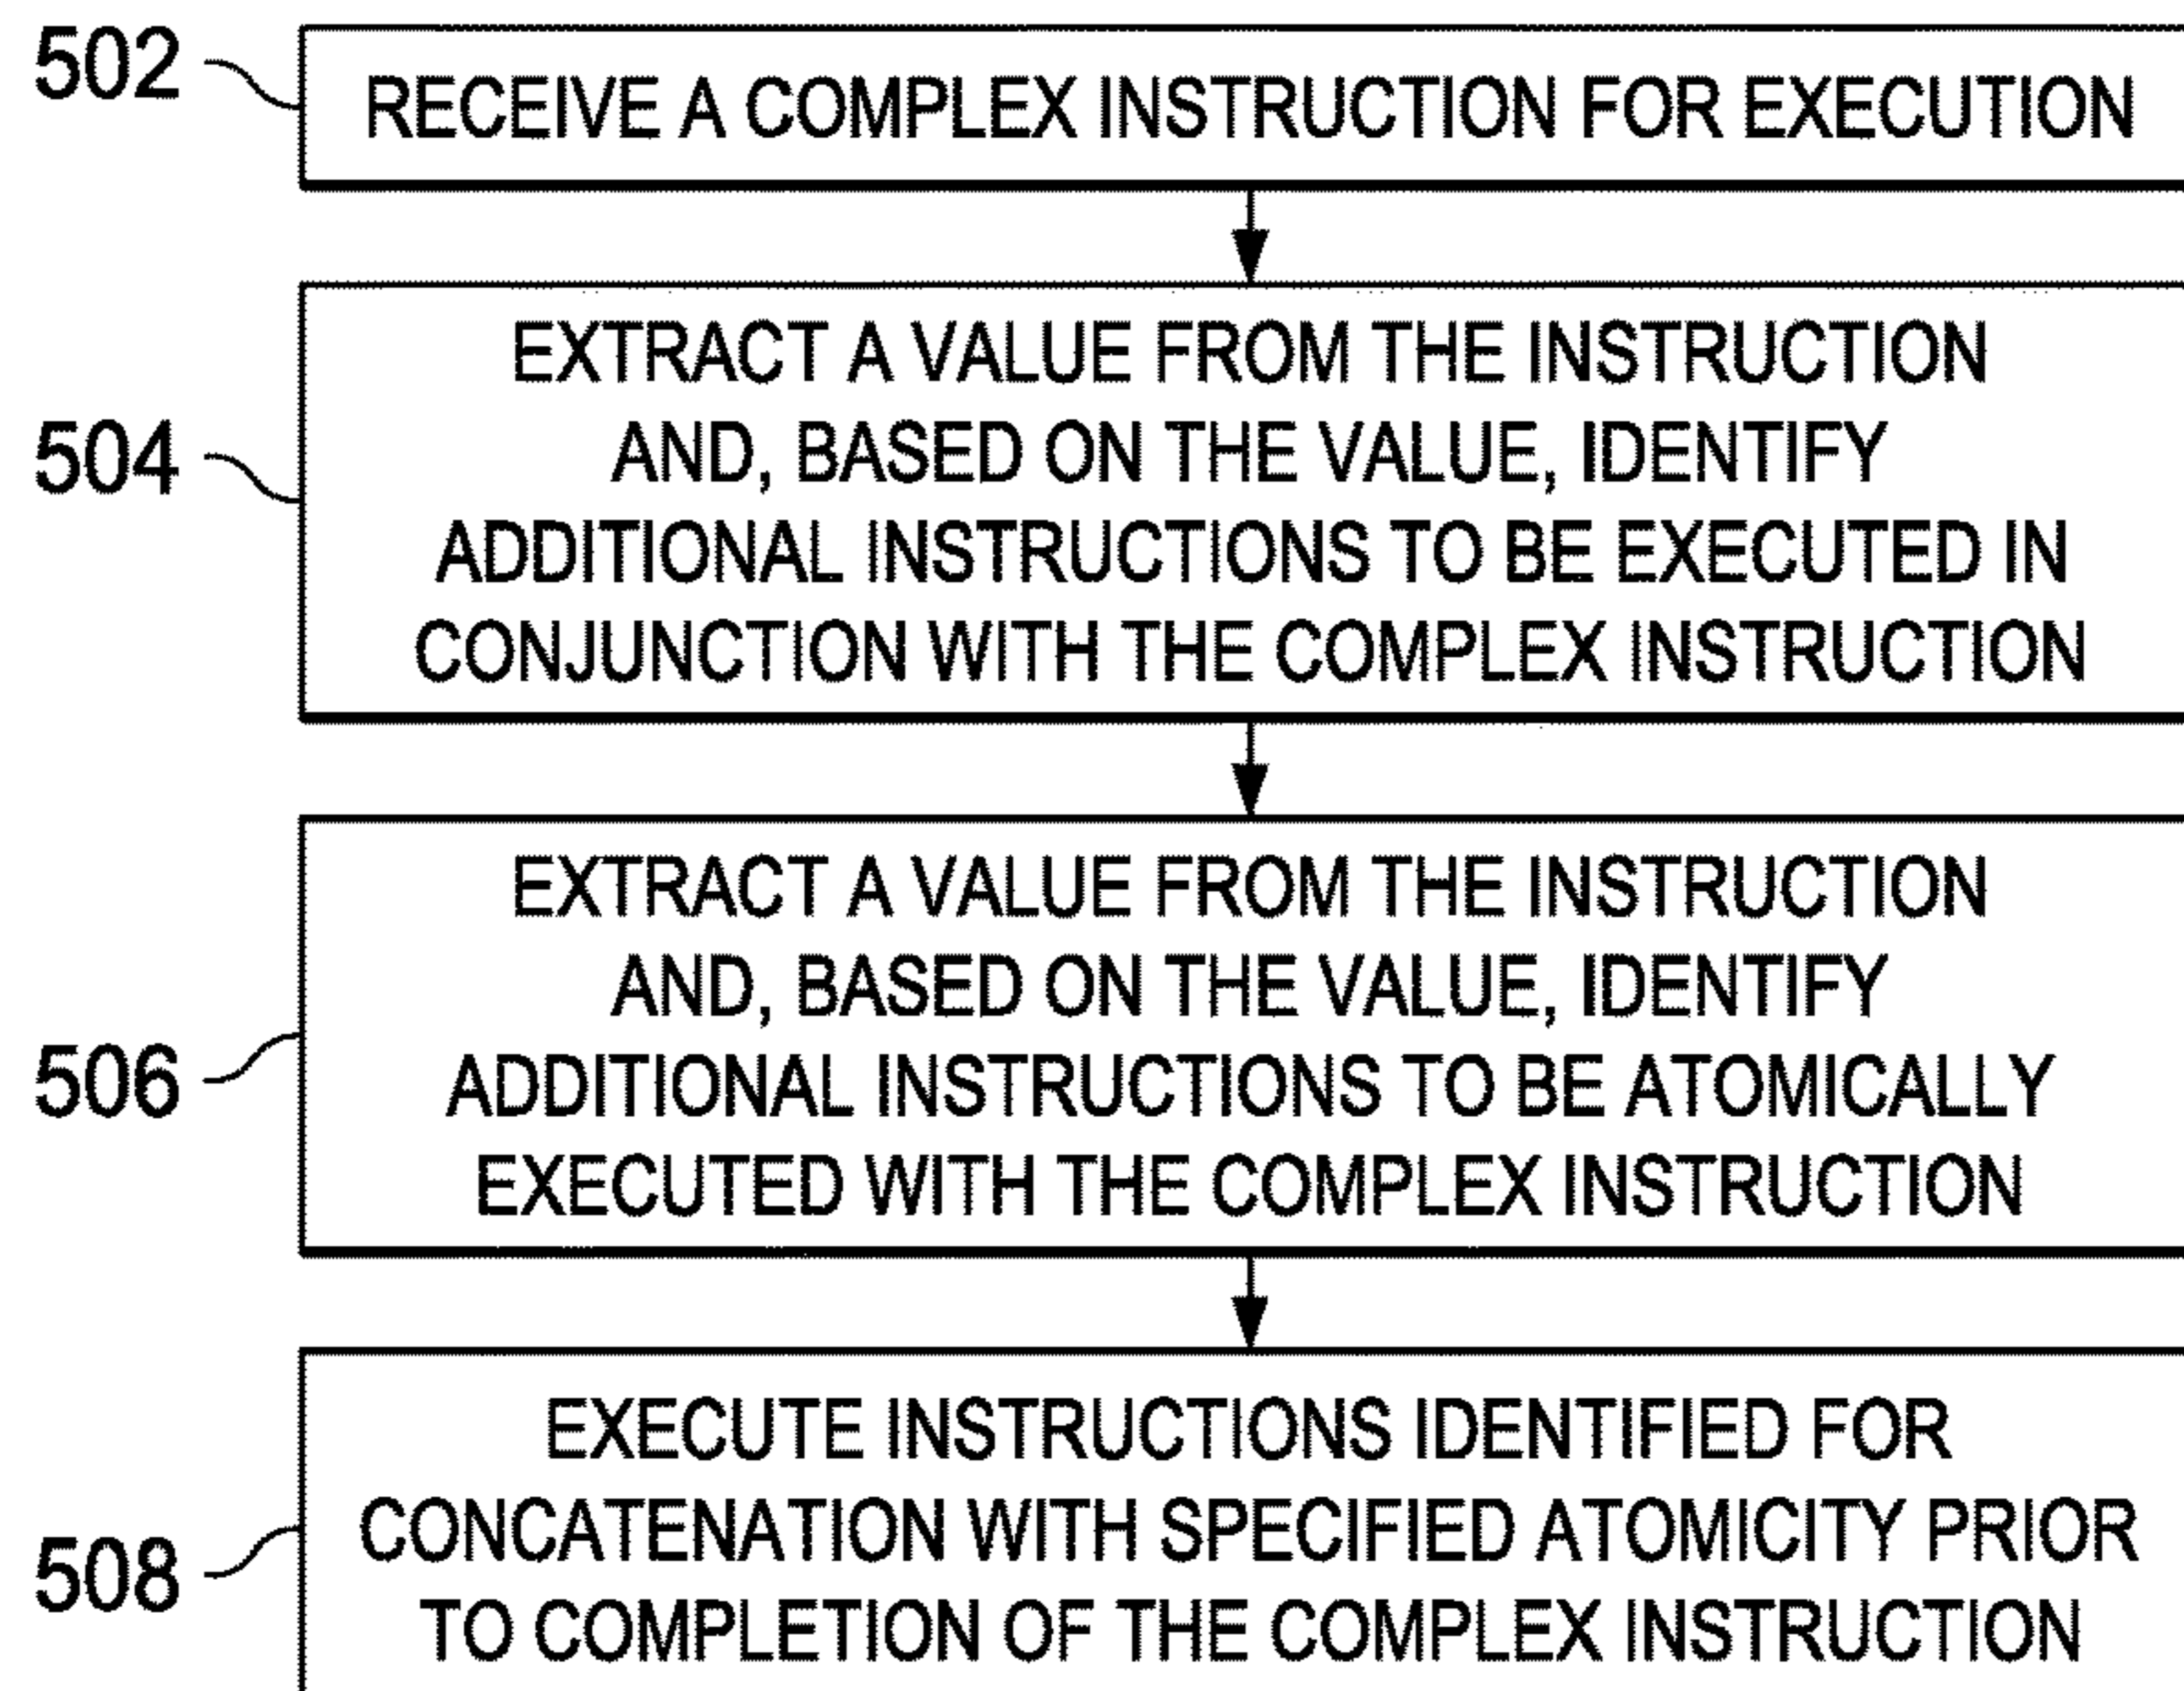 502
RECEIVE A COMPLEX INSTRUCTION FOR EXECUTION
504
EXTRACT A VALUE FROM THE INSTRUCTION
AND, BASED ON THE VALUE, IDENTIFY
ADDITIONAL INSTRUCTIONS TO BE EXECUTED IN
CONJUNCTION WITH THE COMPLEX INSTRUCTION
506
EXTRACT A VALUE FROM THE INSTRUCTION
AND, BASED ON THE VALUE, IDENTIFY
ADDITIONAL INSTRUCTIONS TO BE ATOMICALLY
EXECUTED WITH THE COMPLEX INSTRUCTION
508
EXECUTE INSTRUCTIONS IDENTIFIED FOR
CONCATENATION WITH SPECIFIED ATOMICITY PRIOR
TO COMPLETION OF THE COMPLEX INSTRUCTION